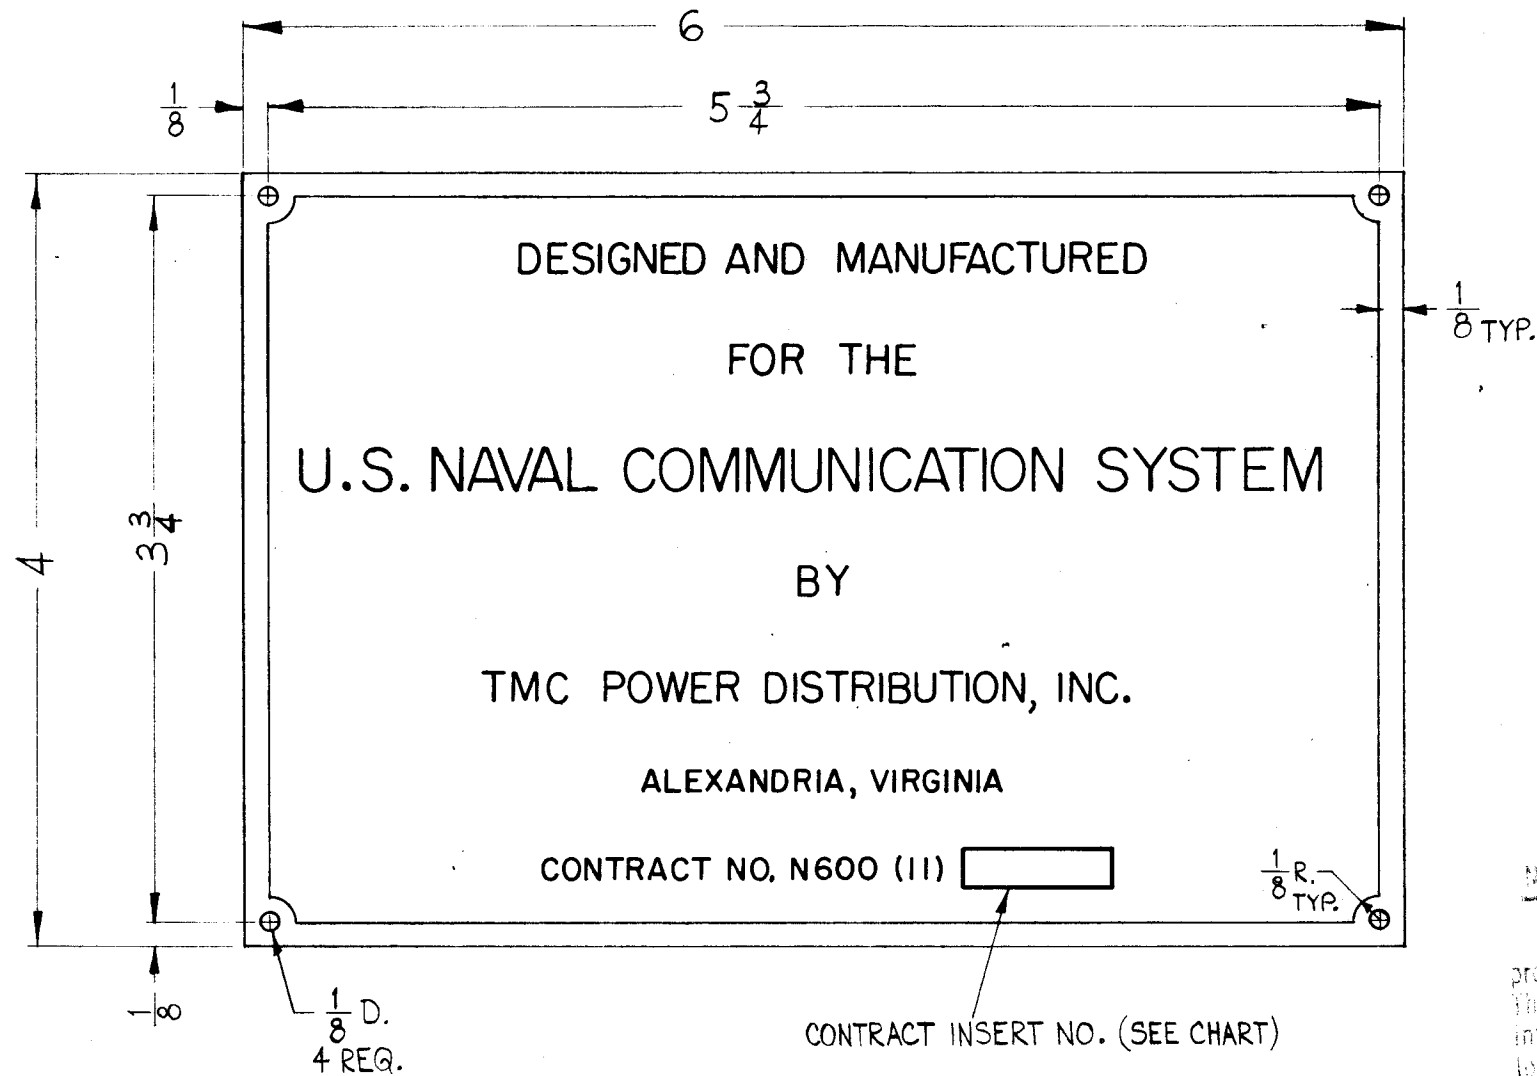 6
1/8 5 3/4
DESIGNED AND MANUFACTURED
1/8 TYP.
FOR THE
U.S. NAVAL COMMUNICATION SYSTEM
4
3 3/4
BY
TMC POWER DISTRIBUTION, INC.
ALEXANDRIA, VIRGINIA
CONTRACT NO. N600 (11)
1/8 R.
TYP.
1/8
1/8 D.
4 REQ.
CONTRACT INSERT NO. (SEE CHART)